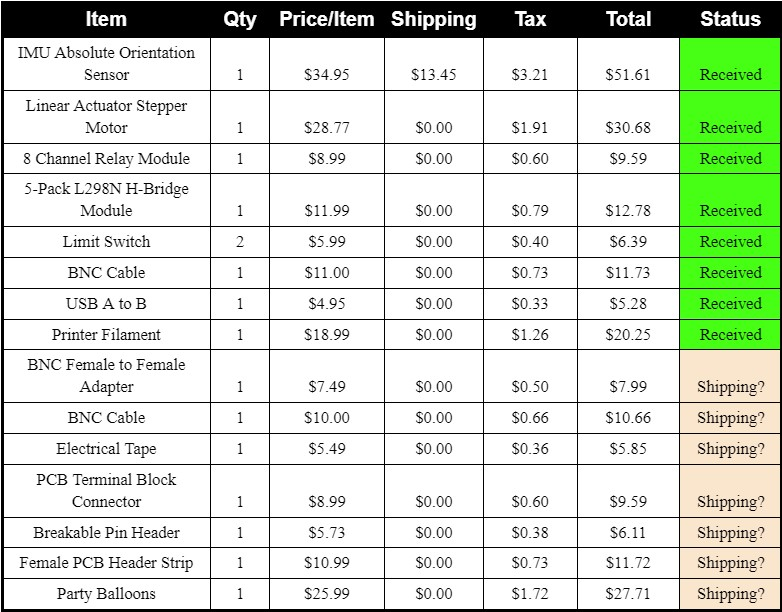 Item Qty Price/Item Shipping Tax Total Status
IMU Absolute Orientation
Sensor 1 $34.95 $13.45 $3.21 $51.61 Received
Linear Actuator Stepper
Motor 1 $28.77 $0.00 $1.91 $30.68 Received
8 Channel Relay Module 1 $8.99 $0.00 $0.60 $9.59 Received
5-Pack L298N H-Bridge
Module 1 $11.99 $0.00 $0.79 $12.78 Received
Limit Switch 2 $5.99 $0.00 $0.40 $6.39 Received
BNC Cable 1 $11.00 $0.00 $0.73 $11.73 Received
USB A to B 1 $4.95 $0.00 $0.33 $5.28 Received
Printer Filament 1 $18.99 $0.00 $1.26 $20.25 Received
BNC Female to Female
Adapter 1 $7.49 $0.00 $0.50 $7.99 Shipping?
BNC Cable 1 $10.00 $0.00 $0.66 $10.66 Shipping?
Electrical Tape 1 $5.49 $0.00 $0.36 $5.85 Shipping?
PCB Terminal Block
Connector 1 $8.99 $0.00 $0.60 $9.59 Shipping?
Breakable Pin Header 1 $5.73 $0.00 $0.38 $6.11 Shipping?
Female PCB Header Strip 1 $10.99 $0.00 $0.73 $11.72 Shipping?
Party Balloons 1 $25.99 $0.00 $1.72 $27.71 Shipping?